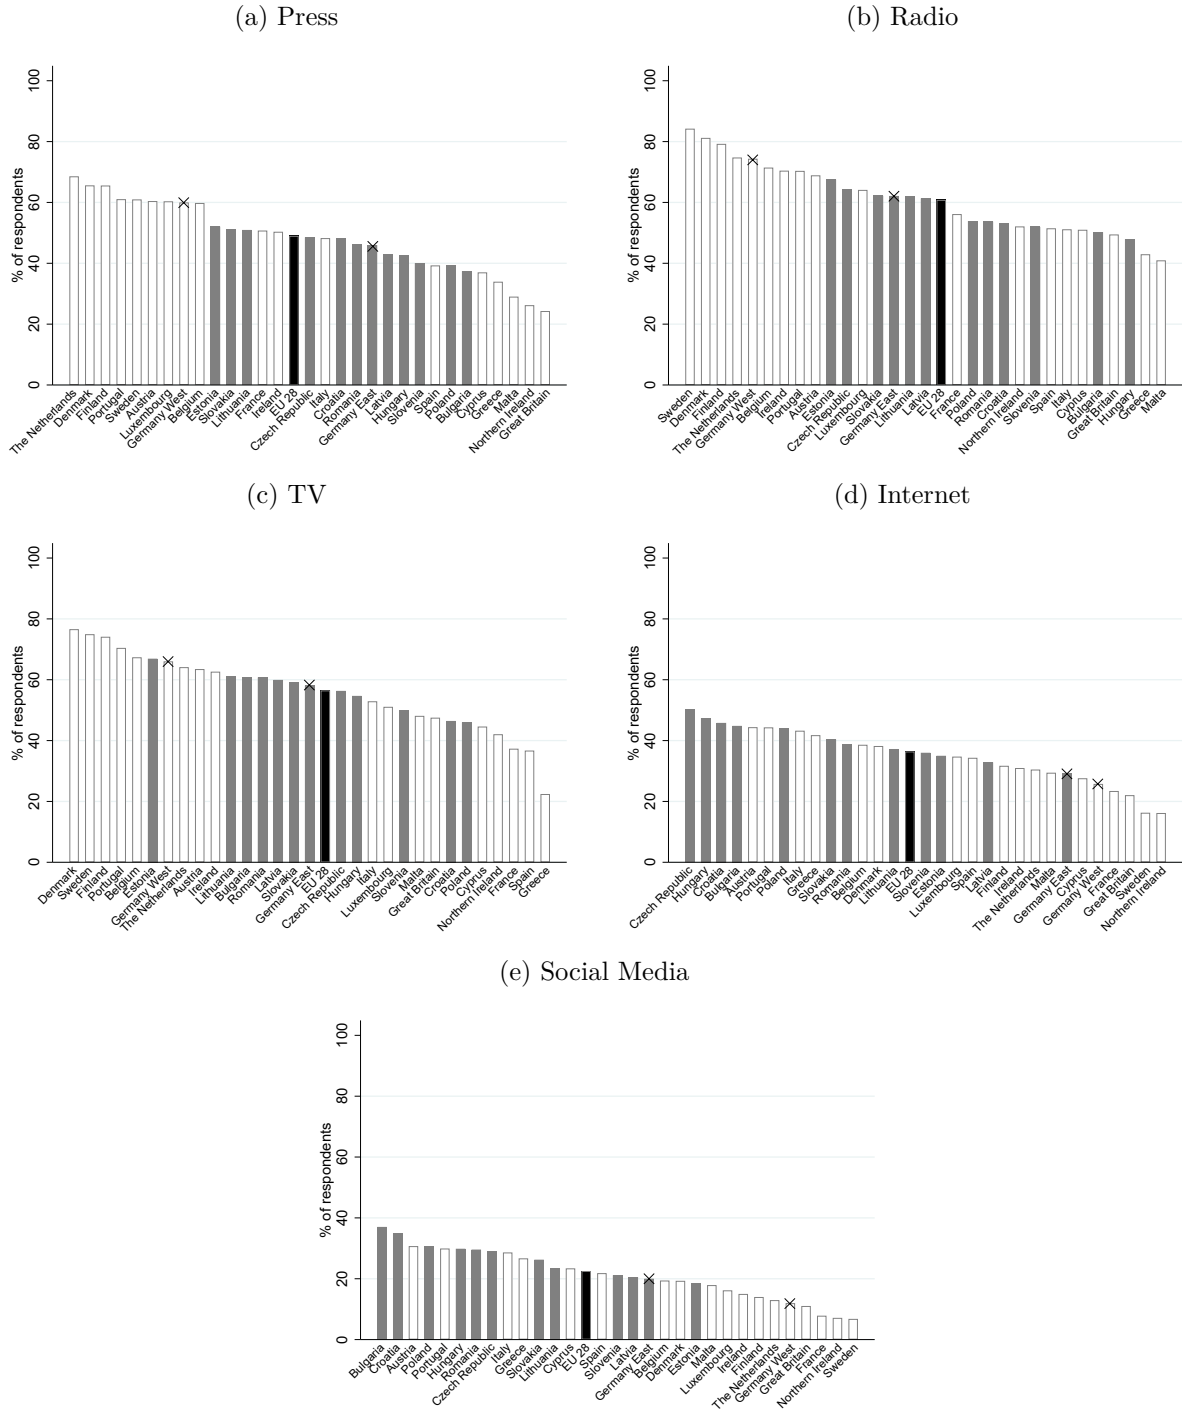 (a) Press
% of respondents
100
80
60
40
20
0
The Netherlands
Denmark
Finland
Portugal
Sweden
Austria
Luxembourg
Germany West
Belgium
Estonia
Slovakia
Lithuania
France
Ireland
EU 28
Czech Republic
Italy
Croatia
Romania
Germany East
Latvia
Hungary
Slovenia
Spain
Poland
Bulgaria
Cyprus
Greece
Malta
Northern Ireland
Great Britain
(b) Radio
% of respondents
100
80
60
40
20
0
Sweden
Denmark
Finland
The Netherlands
Germany West
Belgium
Ireland
Portugal
Austria
Estonia
Czech Republic
Luxembourg
Slovakia
Germany East
Lithuania
Latvia
EU 28
France
Poland
Romania
Croatia
Northern Ireland
Slovenia
Spain
Italy
Cyprus
Bulgaria
Great Britain
Hungary
Greece
Malta
(c) TV
% of respondents
100
80
60
40
20
0
Denmark
Sweden
Finland
Portugal
Belgium
Estonia
Germany West
The Netherlands
Austria
Ireland
Lithuania
Bulgaria
Romania
Latvia
Slovakia
Germany East
EU 28
Czech Republic
Hungary
Italy
Luxembourg
Slovenia
Malta
Great Britain
Croatia
Poland
Cyprus
Northern Ireland
France
Spain
Greece
(d) Internet
% of respondents
100
80
60
40
20
0
Czech Republic
Hungary
Croatia
Bulgaria
Austria
Portugal
Poland
Italy
Greece
Slovakia
Romania
Belgium
Denmark
Lithuania
EU 28
Slovenia
Estonia
Luxembourg
Spain
Latvia
Finland
Ireland
The Netherlands
Malta
Germany East
Cyprus
Germany West
France
Great Britain
Sweden
Northern Ireland
(e) Social Media
% of respondents
100
80
60
40
20
0
Bulgaria
Croatia
Austria
Poland
Portugal
Hungary
Romania
Czech Republic
Italy
Greece
Slovakia
Lithuania
Cyprus
EU 28
Spain
Slovenia
Latvia
Germany East
Belgium
Denmark
Estonia
Malta
Luxembourg
Ireland
Finland
The Netherlands
Germany West
Great Britain
France
Northern Ireland
Sweden